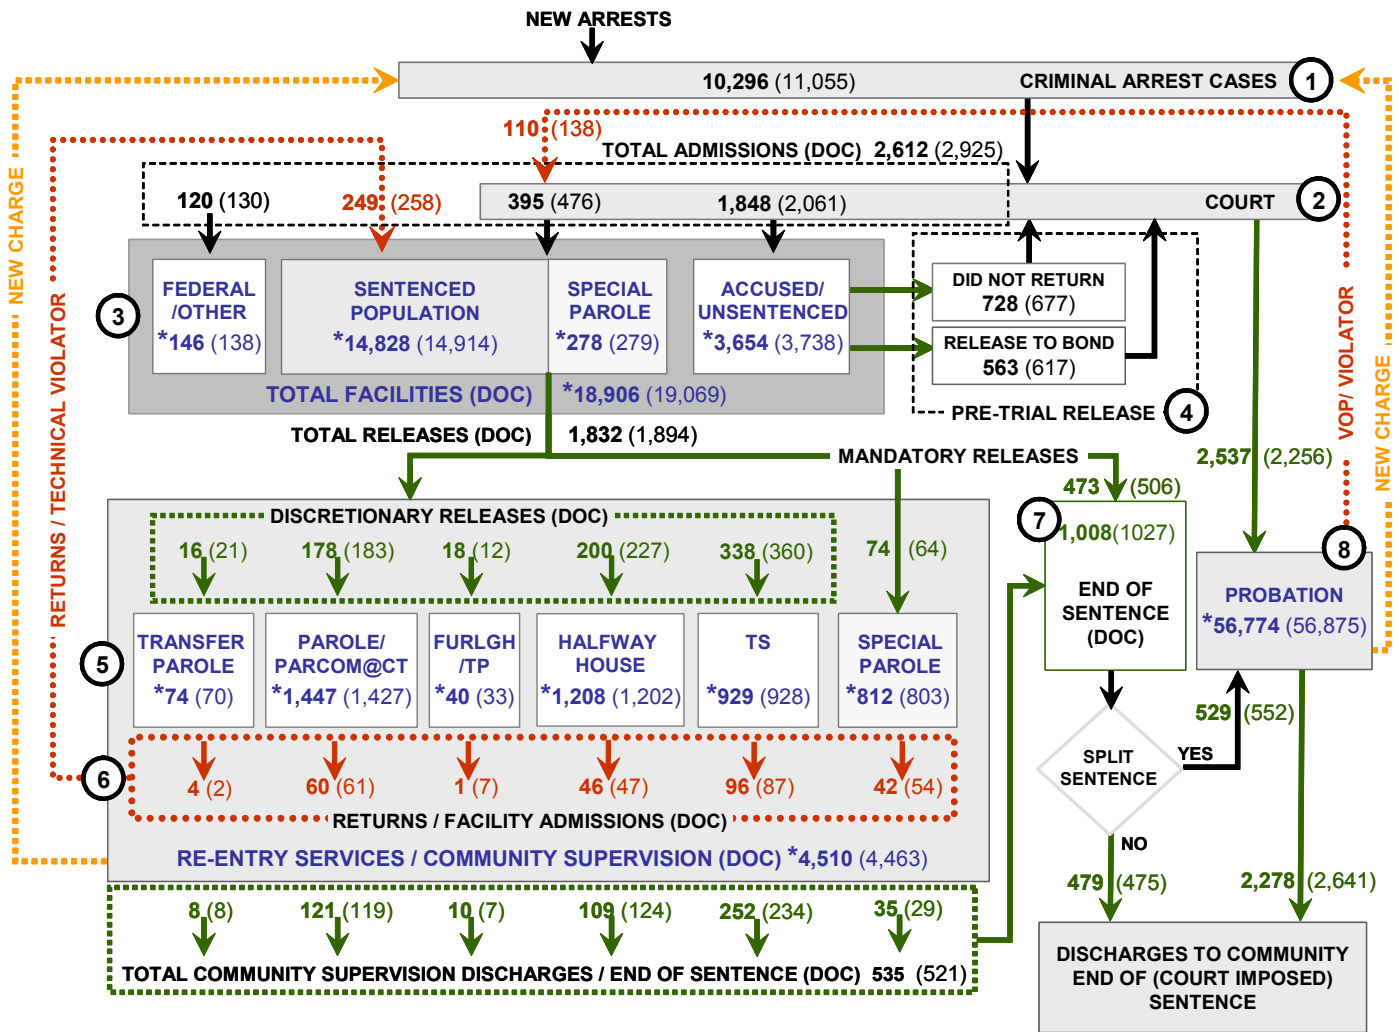 NEW ARRESTS
10,296 (11,055) CRIMINAL ARREST CASES 1
110 (138)
TOTAL ADMISSIONS (DOC) 2,612 (2,925)
120 (130) 249 (258) 395 (476) 1,848 (2,061) COURT 2
NEW CHARGE
RETURNS / TECHNICAL VIOLATOR
3
FEDERAL
/OTHER
*146 (138)
SENTENCED
POPULATION
*14,828 (14,914)
SPECIAL
PAROLE
*278 (279)
ACCUSED/
UNSENTENCED
*3,654 (3,738)
TOTAL FACILITIES (DOC) *18,906 (19,069)
DID NOT RETURN
728 (677)
RELEASE TO BOND
563 (617)
PRE-TRIAL RELEASE 4
VOP/ VIOLATOR
NEW CHARGE
TOTAL RELEASES (DOC) 1,832 (1,894)
MANDATORY RELEASES
2,537 (2,256)
473 (506)
DISCRETIONARY RELEASES (DOC)
16 (21) 178 (183) 18 (12) 200 (227) 338 (360) 74 (64)
7
1,008(1027)
END OF
SENTENCE
(DOC)
8
PROBATION
*56,774 (56,875)
5
TRANSFER
PAROLE
*74 (70)
PAROLE/
PARCOM@CT
*1,447 (1,427)
FURLGH
/TP
*40 (33)
HALFWAY
HOUSE
*1,208 (1,202)
TS
*929 (928)
SPECIAL
PAROLE
*812 (803)
529 (552)
SPLIT
SENTENCE
YES
NO
6
4 (2) 60 (61) 1 (7) 46 (47) 96 (87) 42 (54)
RETURNS / FACILITY ADMISSIONS (DOC)
RE-ENTRY SERVICES / COMMUNITY SUPERVISION (DOC) *4,510 (4,463)
479 (475)
2,278 (2,641)
8 (8) 121 (119) 10 (7) 109 (124) 252 (234) 35 (29)
TOTAL COMMUNITY SUPERVISION DISCHARGES / END OF SENTENCE (DOC) 535 (521)
DISCHARGES TO COMMUNITY
END OF (COURT IMPOSED)
SENTENCE